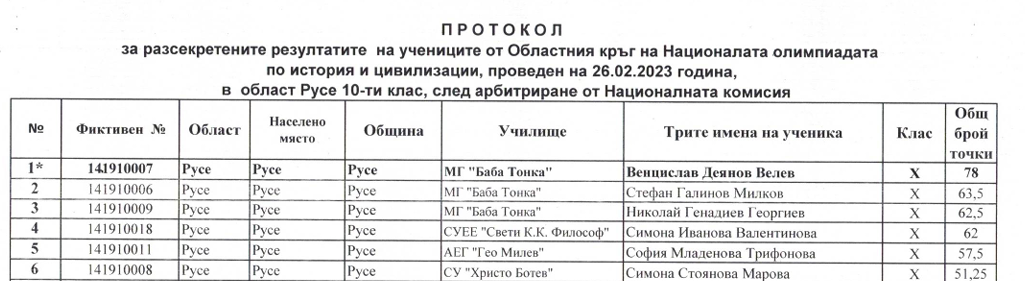 ПРОТОКОЛ
за разсекретените резултатите на учениците от Областния кръг на Националата олимпиадата
по история и цивилизации, проведен на 26.02.2023 година,
в област Русе 10-ти клас, след арбитриране от Националната комисия
№ Фиктивен № Област Населено място Община Училище Трите имена на ученика Клас Общ брой точки
1* 141910007 Русе Русе Русе МГ "Баба Тонка" Венцислав Деянов Велев X 78
2 141910006 Русе Русе Русе МГ "Баба Тонка" Стефан Галинов Милков X 63,5
3 141910009 Русе Русе Русе МГ "Баба Тонка" Николай Генадиев Георгиев X 62,5
4 141910018 Русе Русе Русе СУЕЕ "Свети К.К. Философ" Симона Иванова Валентинова X 62
5 141910011 Русе Русе Русе АЕГ "Гео Милев" София Младенова Трифонова X 57,5
6 141910008 Русе Русе Русе СУ "Христо Ботев" Симона Стоянова Марова X 51,25